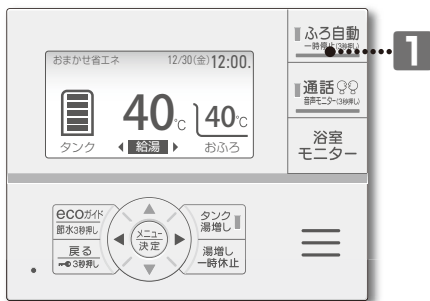 ふろ自動
一時停止(3秒押し)
1
おまかせ省エネ 12/30(金)12:00
通話
音声モニター(3秒押し)
40℃ 40℃
タンク 給湯 おふろ
浴室
モニター
ecoガイド
節水3秒押し
タンク
湯増し
メニュー
決定
戻る
3秒押し
湯増し
一時休止